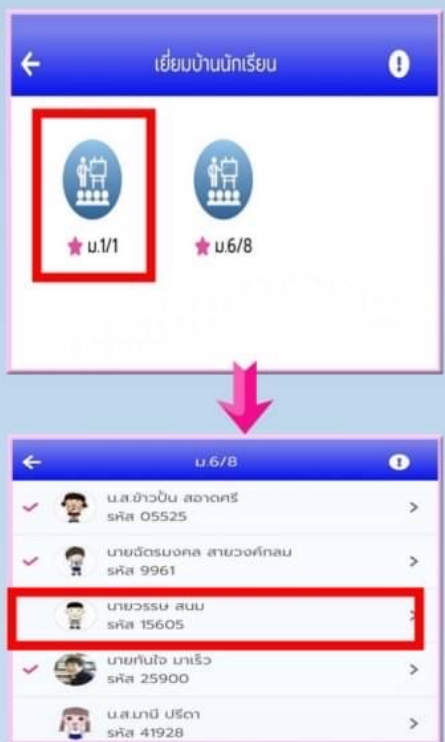 เยี่ยมบ้านนักเรียน
ม.1/1
ม.6/8
ม.6/8
น.ส.ข้าวปั้น สอาดศรี
รหัส 05525
นายฉัตรมงคล สายวงค์กลม
รหัส 9961
นายวรรษ สนม
รหัส 15605
นายทันใจ มาเร็ว
รหัส 25900
น.ส.มานี ปรีดา
รหัส 41928